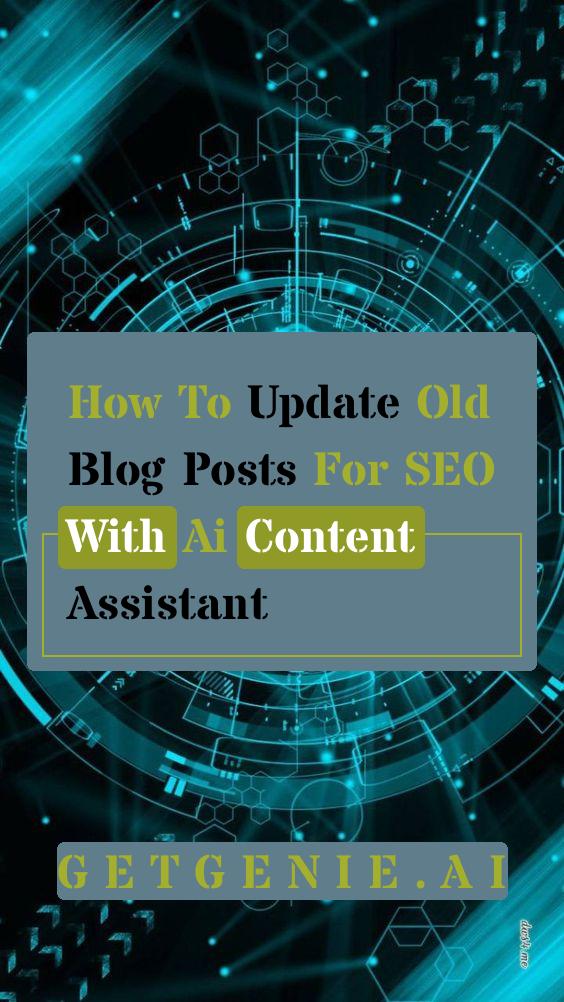 How To Update Old
Blog Posts For SEO
With Ai Content
Assistant
GETGENIE.AI